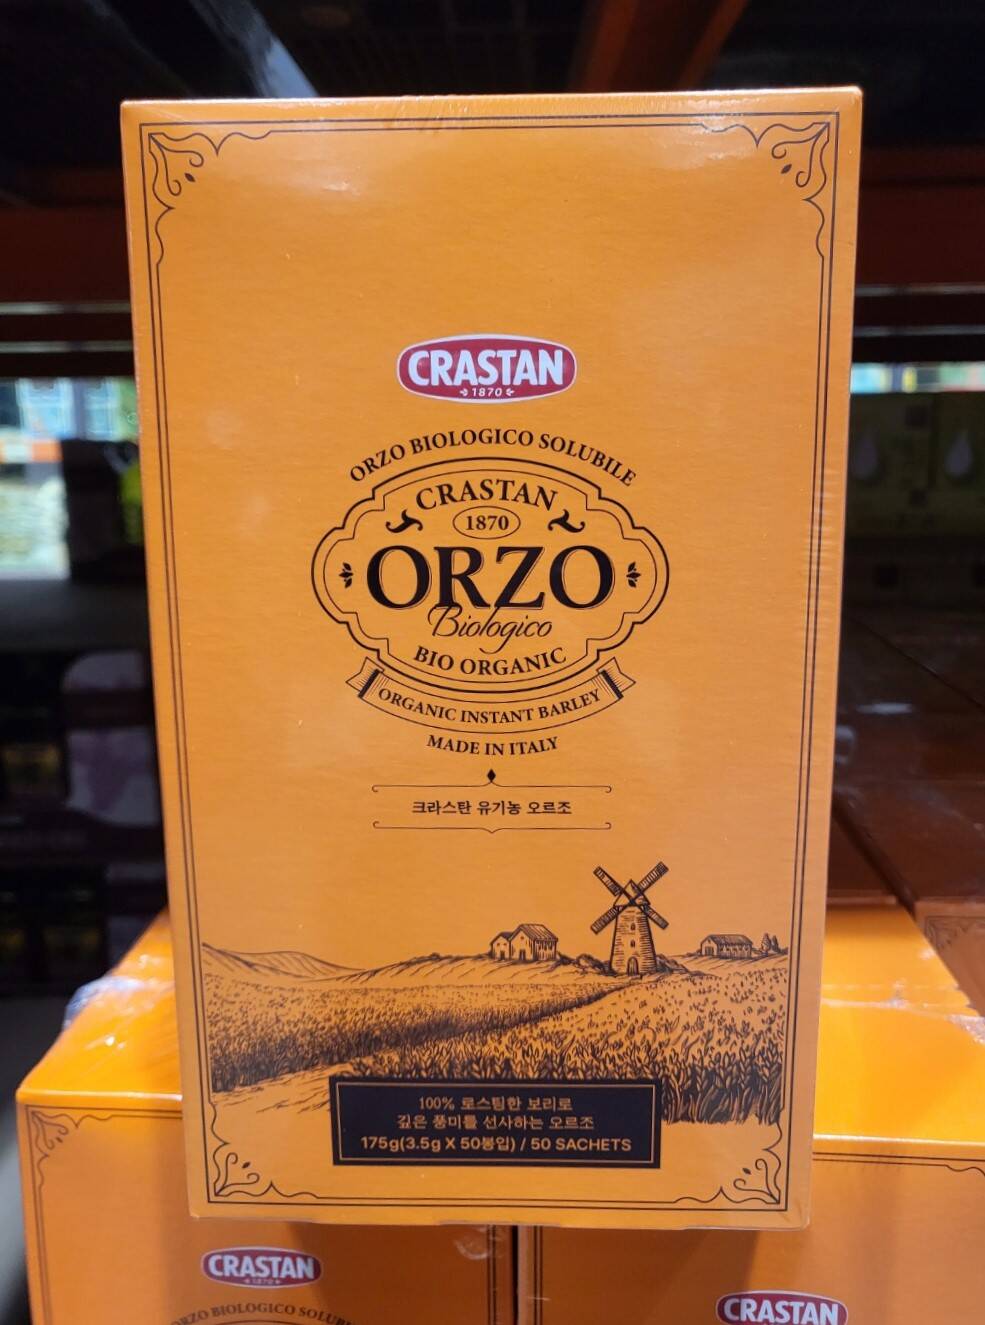 CRASTAN
1870
ORZO BIOLOGICO SOLUBILE
CRASTAN
1870
ORZO
Biologico
BIO ORGANIC
ORGANIC INSTANT BARLEY
MADE IN ITALY
크라스탄 유기농 오르조
100% 로스팅한 보리로
깊은 풍미를 선사하는 오르조
175g(3.5g X 50봉입) / 50 SACHETS
CRASTAN
1870
ORZO BIOLOGICO
CRASTAN